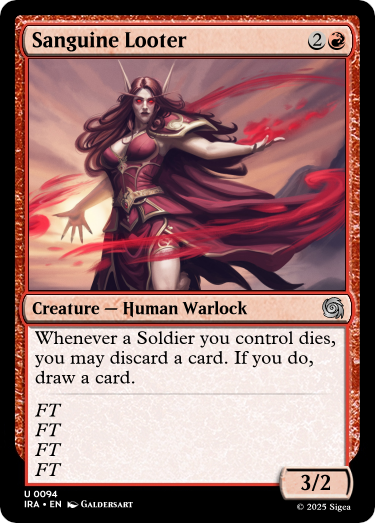 Sanguine Looter 2
Creature — Human Warlock
Whenever a Soldier you control dies,
you may discard a card. If you do,
draw a card.
FT
FT
FT
FT
3/2
U 0094
IRA • EN Galdersart
© 2025 Sigea